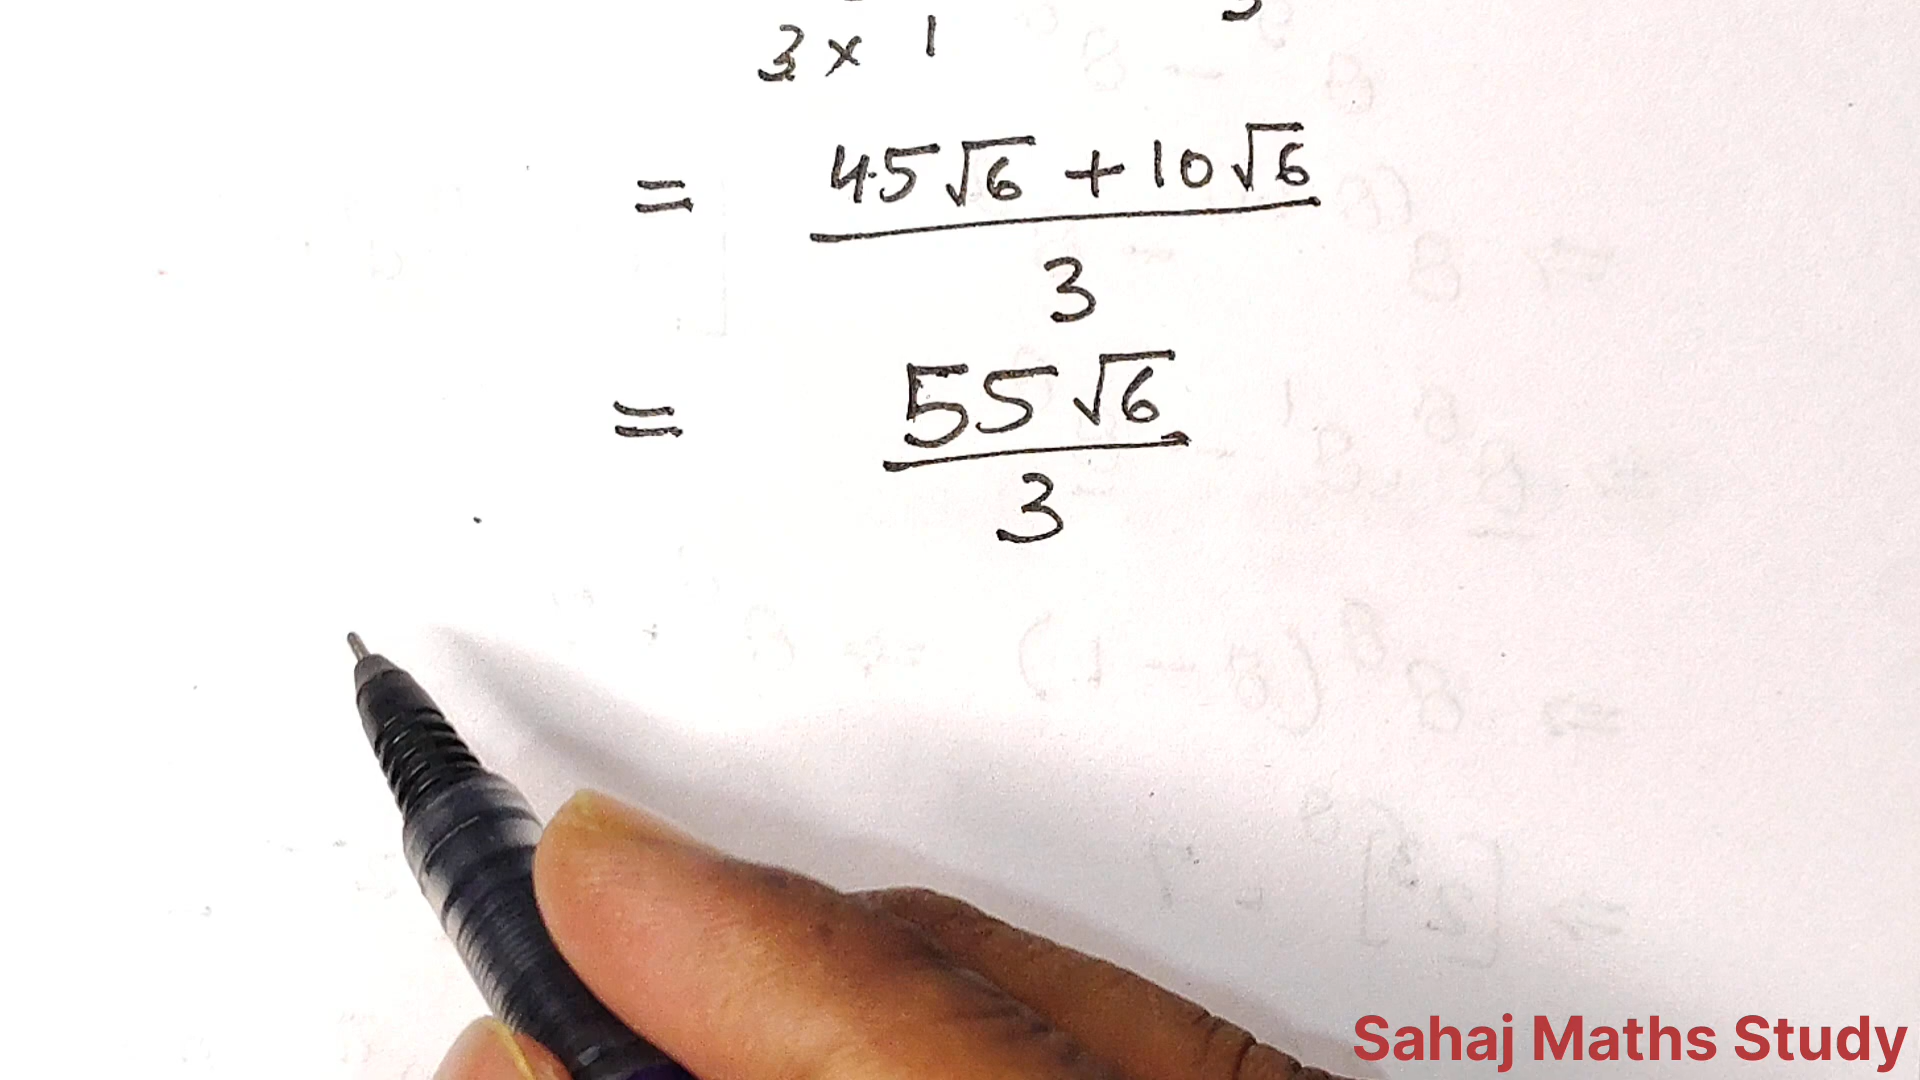 3 × 1
= 45√6 + 10√6
3
= 55√6
3
Sahaj Maths Study